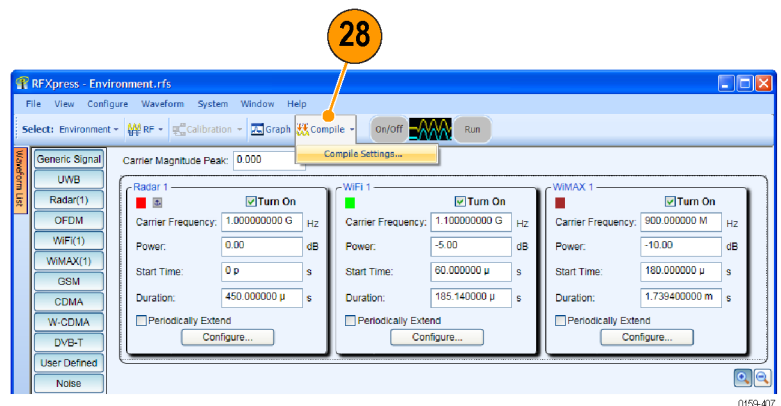 28
RFXpress - Environment.rfs
File View Configure Waveform System Window Help
Select: Environment RF Calibration Graph Compile On/Off Run
Compile Settings...
Waveform List
Generic Signal
UWB
Radar(1)
OFDM
WiFi(1)
WiMAX(1)
GSM
CDMA
W-CDMA
DVB-T
User Defined
Noise
Carrier Magnitude Peak: 0.000
Radar 1
Turn On
Carrier Frequency: 1.000000000 G Hz
Power: 0.00 dB
Start Time: 0 p s
Duration: 450.000000 µ s
Periodically Extend
Configure...
WiFi 1
Turn On
Carrier Frequency: 1.100000000 G Hz
Power: -5.00 dB
Start Time: 60.000000 µ s
Duration: 185.140000 µ s
Periodically Extend
Configure...
WiMAX 1
Turn On
Carrier Frequency: 900.000000 M Hz
Power: -10.00 dB
Start Time: 180.000000 µ s
Duration: 1.739400000 m s
Periodically Extend
Configure...
0159-407